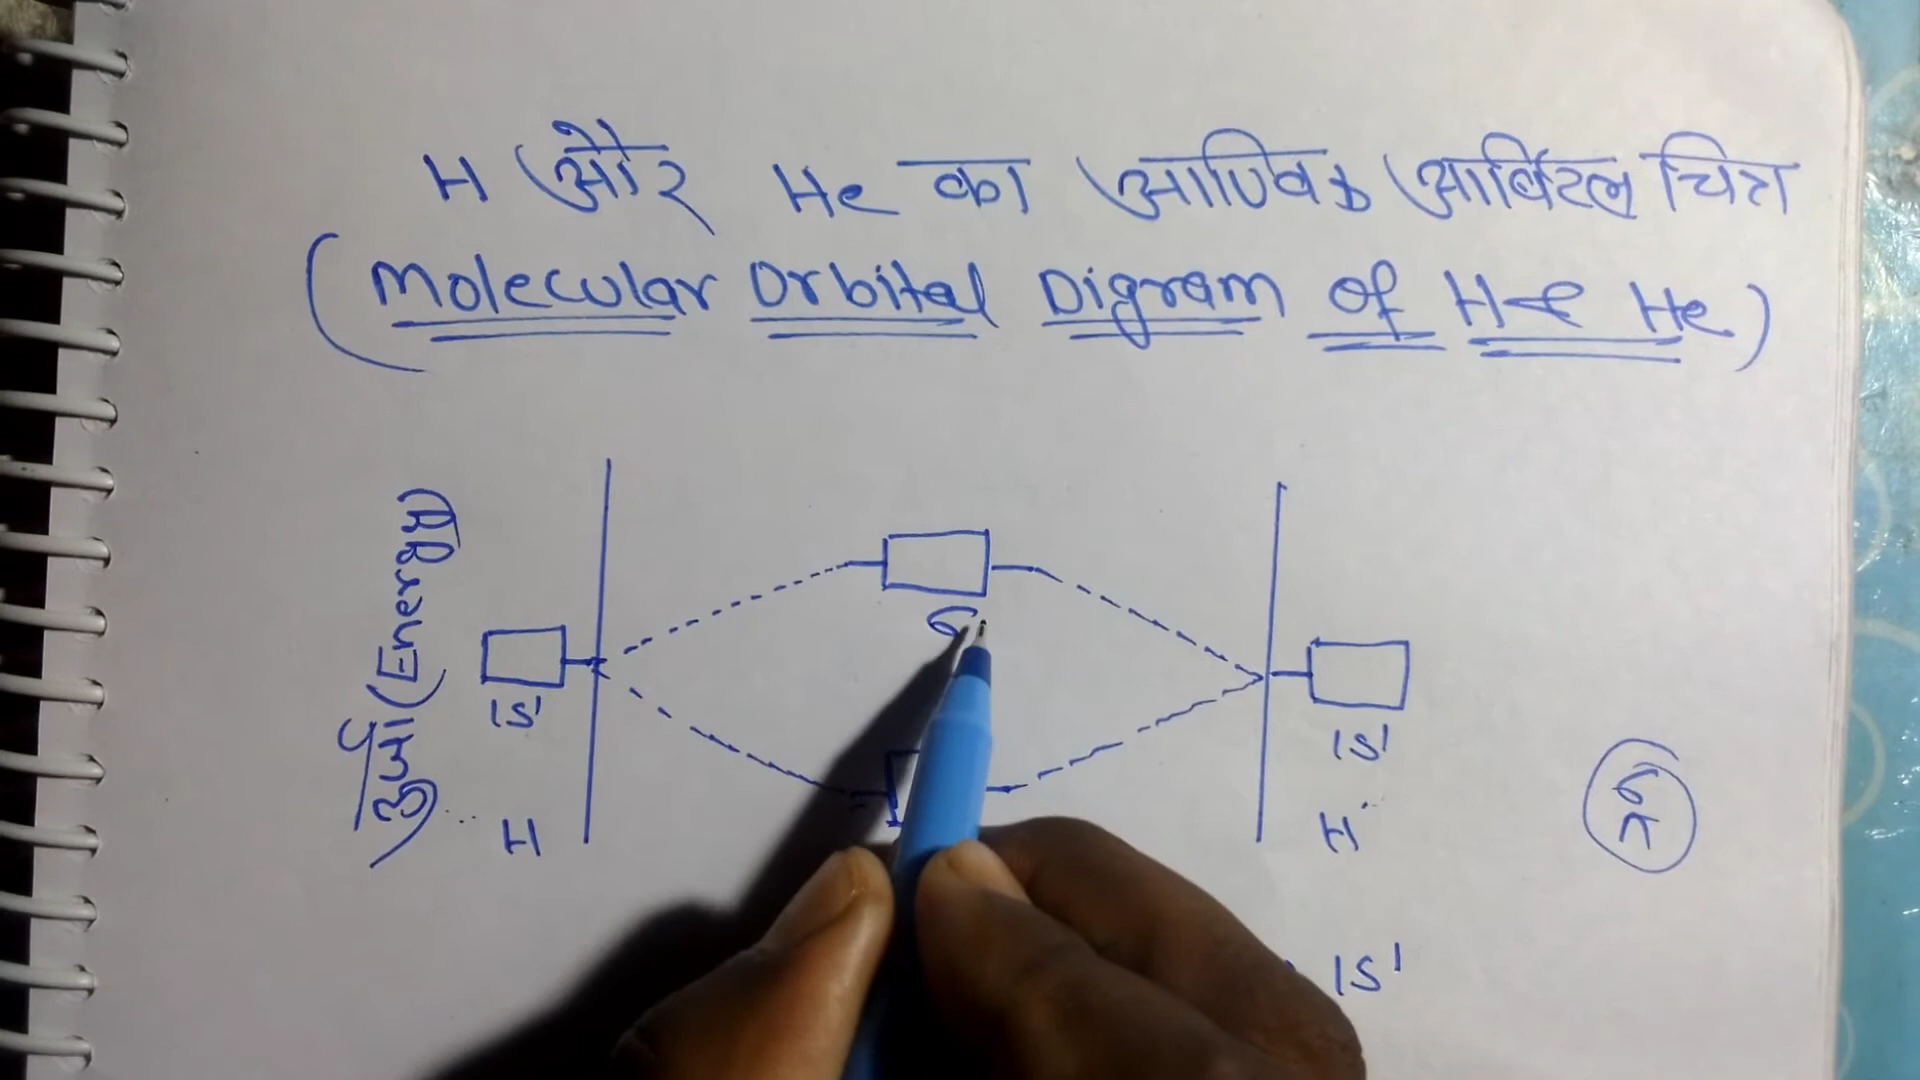 H और He का आण्विक आर्बिटल चित्र
(Molecular Orbital Digram Of H & He)
ऊर्जा (Energy)
1S¹
H
σ
1S¹
H
σ
π
1S¹